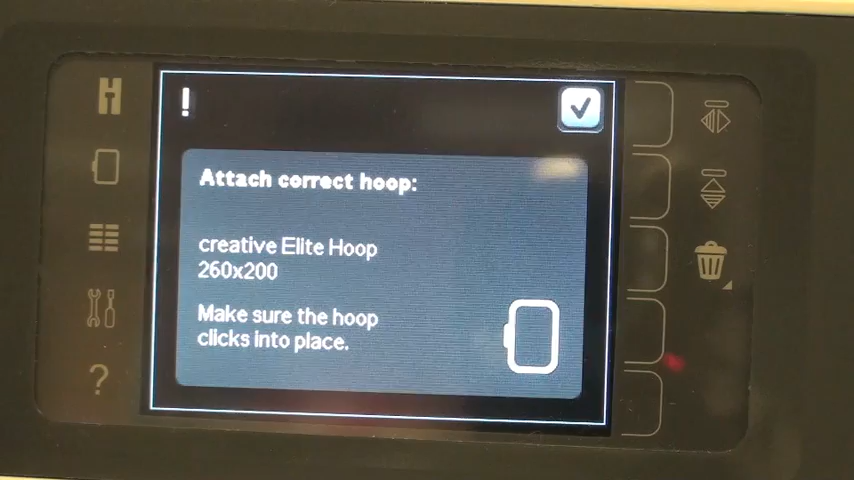 !
Attach correct hoop:
creative Elite Hoop
260x200
Make sure the hoop
clicks into place.
?